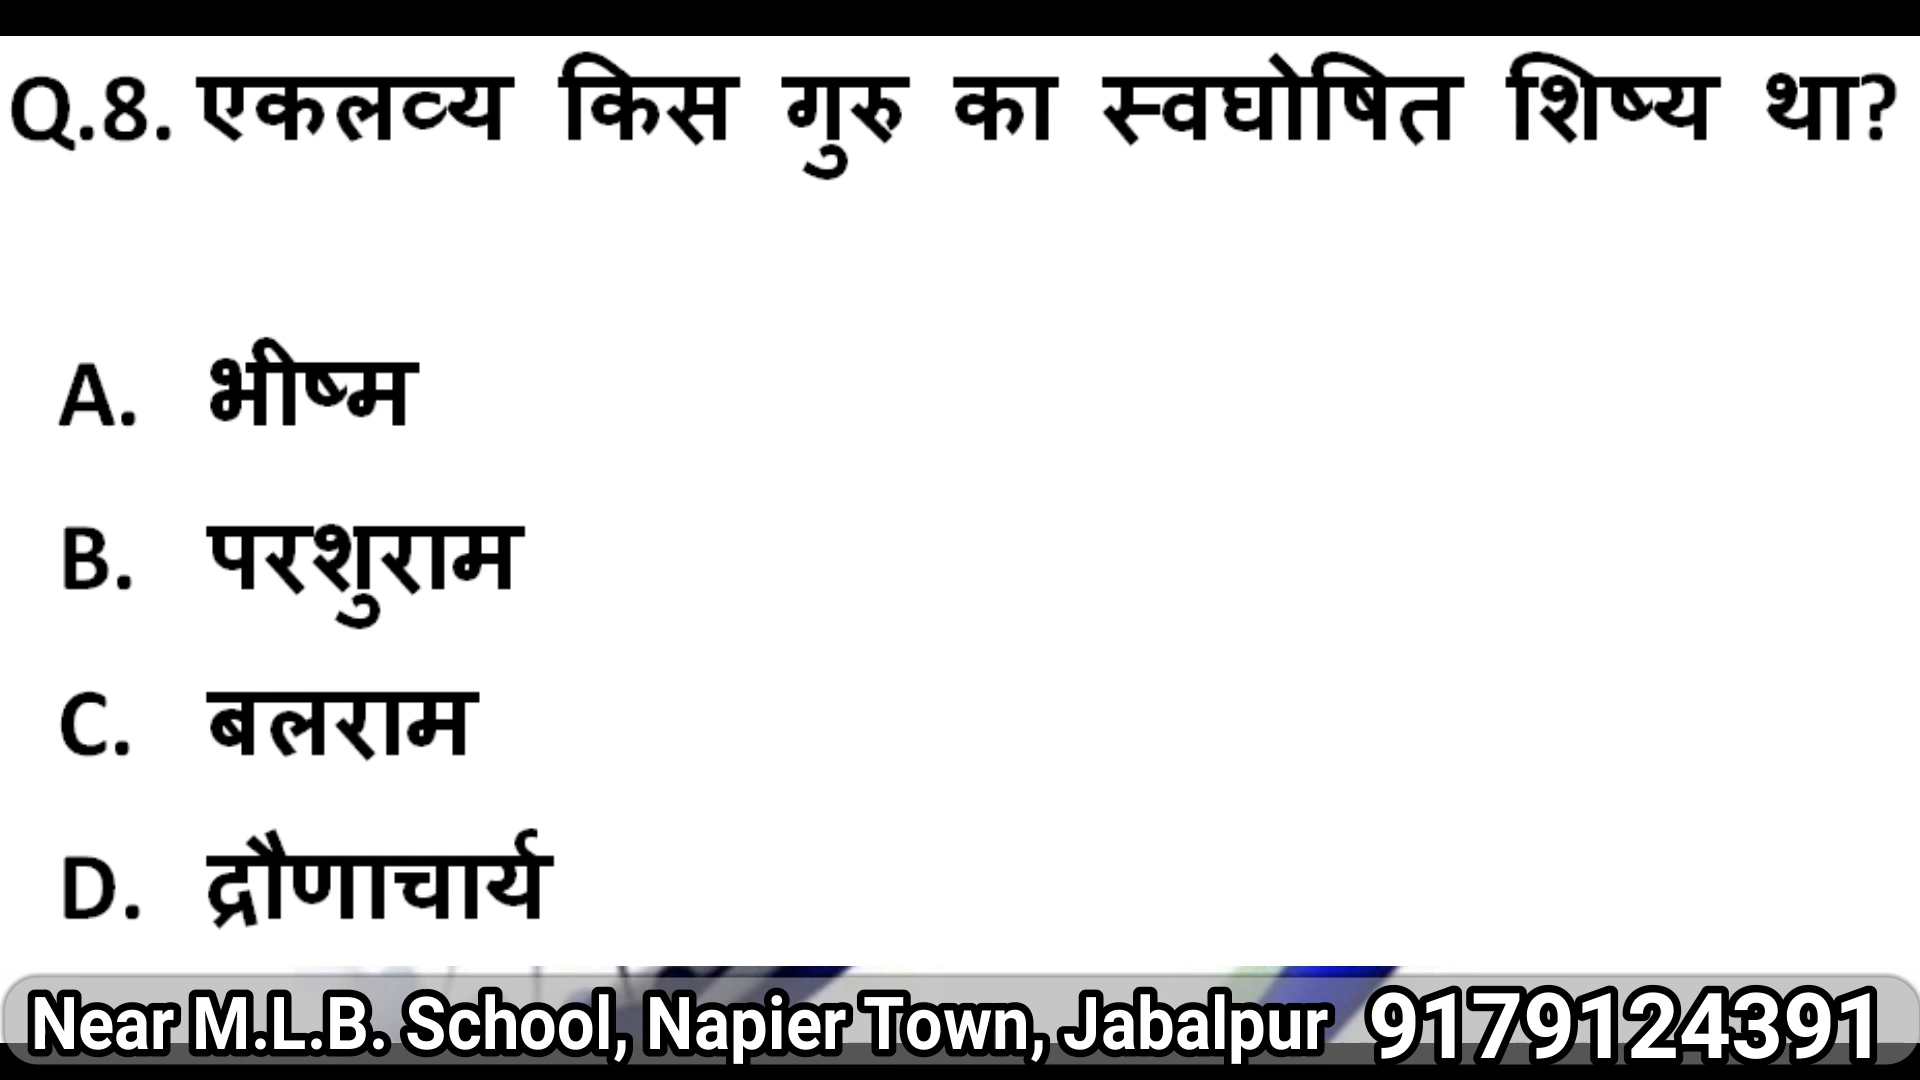 Q.8. एकलव्य किस गुरु का स्वघोषित शिष्य था?
A. भीष्म
B. परशुराम
C. बलराम
D. द्रौणाचार्य
Near M.L.B. School, Napier Town, Jabalpur 9179124391